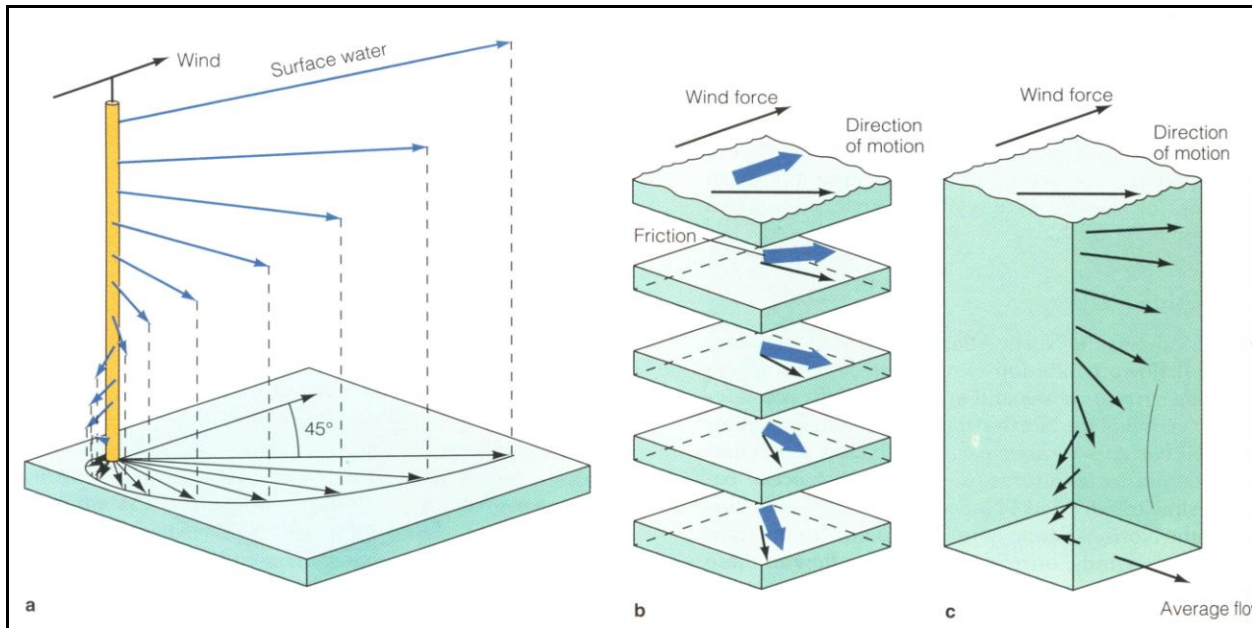 Wind
Surface water
45°
a
Wind force
Direction
of motion
Friction
b
Wind force
Direction
of motion
c
Average flo